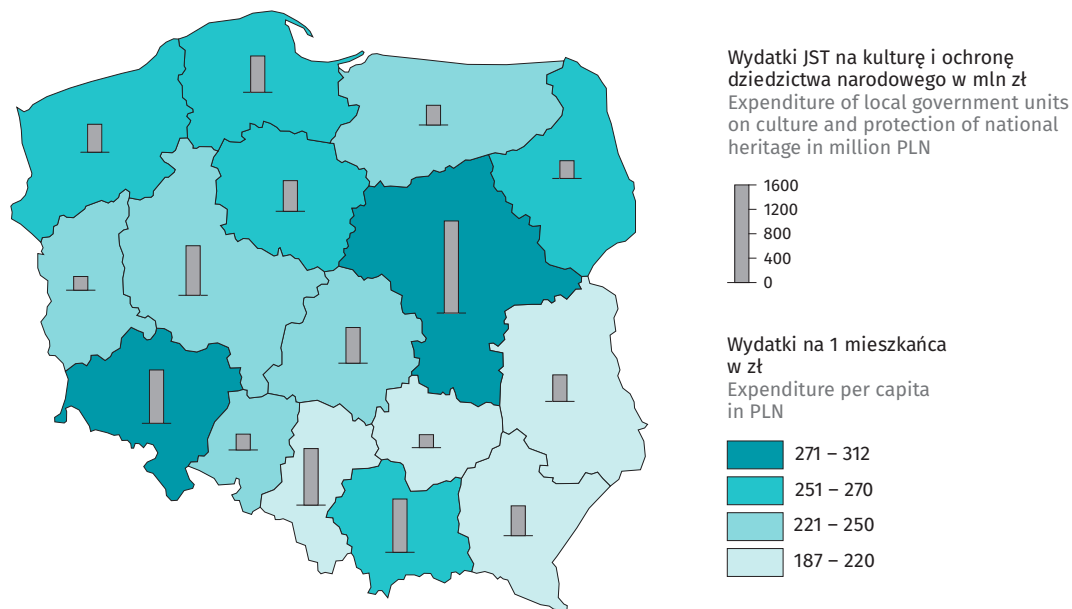 Wydatki JST na kulturę i ochronę
dziedzictwa narodowego w mln zł
Expenditure of local government units
on culture and protection of national
heritage in million PLN
1600
1200
800
400
0
Wydatki na 1 mieszkańca
w zł
Expenditure per capita
in PLN
271 – 312
251 – 270
221 – 250
187 – 220